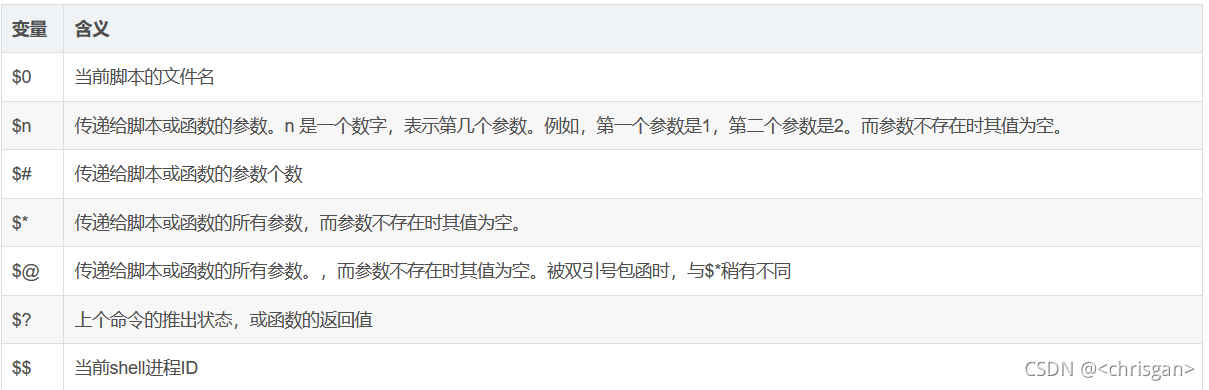 变量 含义
$0 当前脚本的文件名
$n 传递给脚本或函数的参数。n 是一个数字，表示第几个参数。例如，第一个参数是1，第二个参数是2。而参数不存在时其值为空。
$# 传递给脚本或函数的参数个数
$* 传递给脚本或函数的所有参数，而参数不存在时其值为空。
$@ 传递给脚本或函数的所有参数。，而参数不存在时其值为空。被双引号包函时，与$*稍有不同
$? 上个命令的推出状态，或函数的返回值
$$ 当前shell进程ID
CSDN @<chrisgan>